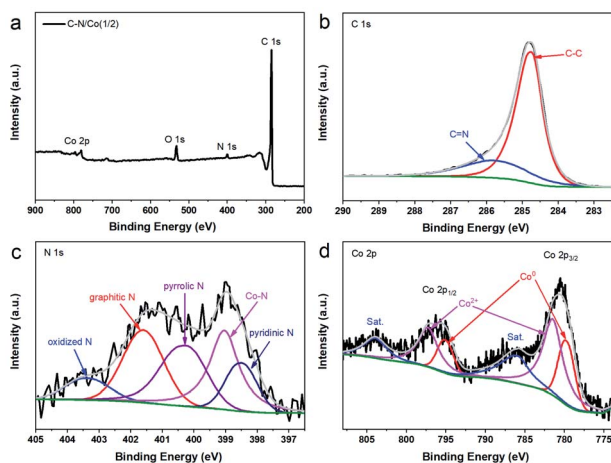 a
C-N/Co(1/2)
C 1s
Co 2p
O 1s
N 1s
Intensity (a.u.)
900 800 700 600 500 400 300 200
Binding Energy (eV)
b
C 1s
C-C
C=N
Intensity (a.u.)
290 289 288 287 286 285 284 283
Binding Energy (eV)
c
N 1s
pyrrolic N
graphitic N
Co-N
oxidized N
pyridinic N
Intensity (a.u.)
405 404 403 402 401 400 399 398 397
Binding Energy (eV)
d
Co 2p
Co 2p3/2
Co 2p1/2
Co0
Co2+
Sat.
Sat.
Intensity (a.u.)
805 800 795 790 785 780 775
Binding Energy (eV)